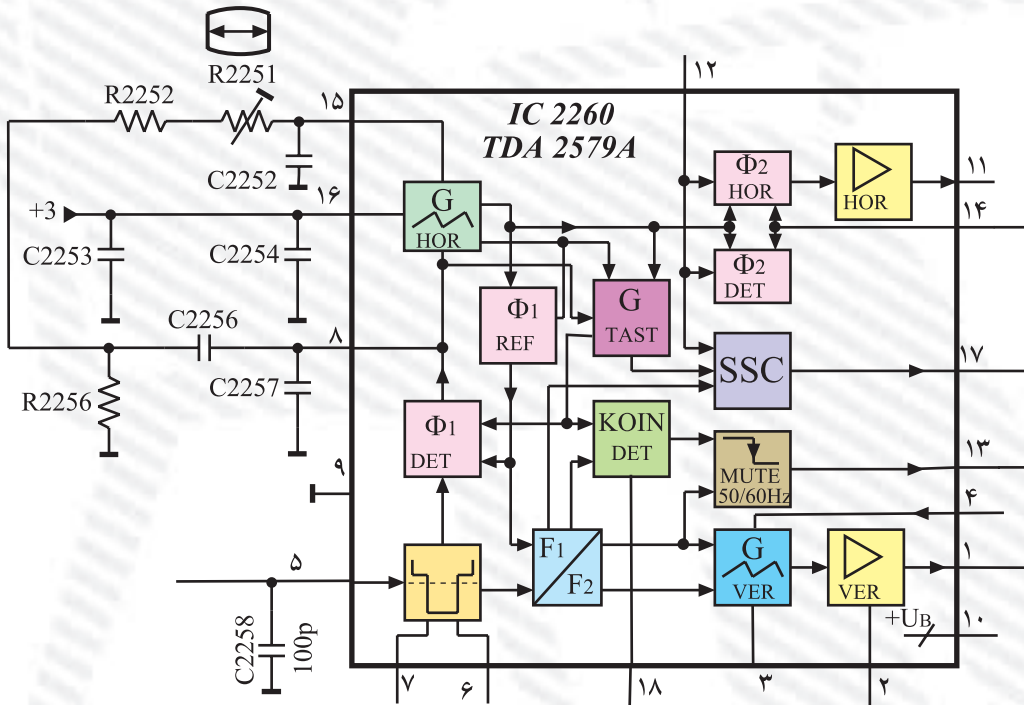 R2251
R2252
۱۵
C2252
۱۶
+3
C2253
C2254
C2256
۸
R2256
C2257
۹
۵
C2258
100p
۷
۶
۱۸
۳
۲
IC 2260
TDA 2579A
۱۲
G
HOR
Φ1
REF
G
TAST
Φ1
DET
KOIN
DET
F1
F2
Φ2
HOR
HOR
Φ2
DET
SSC
MUTE
50/60Hz
G
VER
VER
۱۱
۱۴
۱۷
۱۳
۴
۱
+UB
۱۰